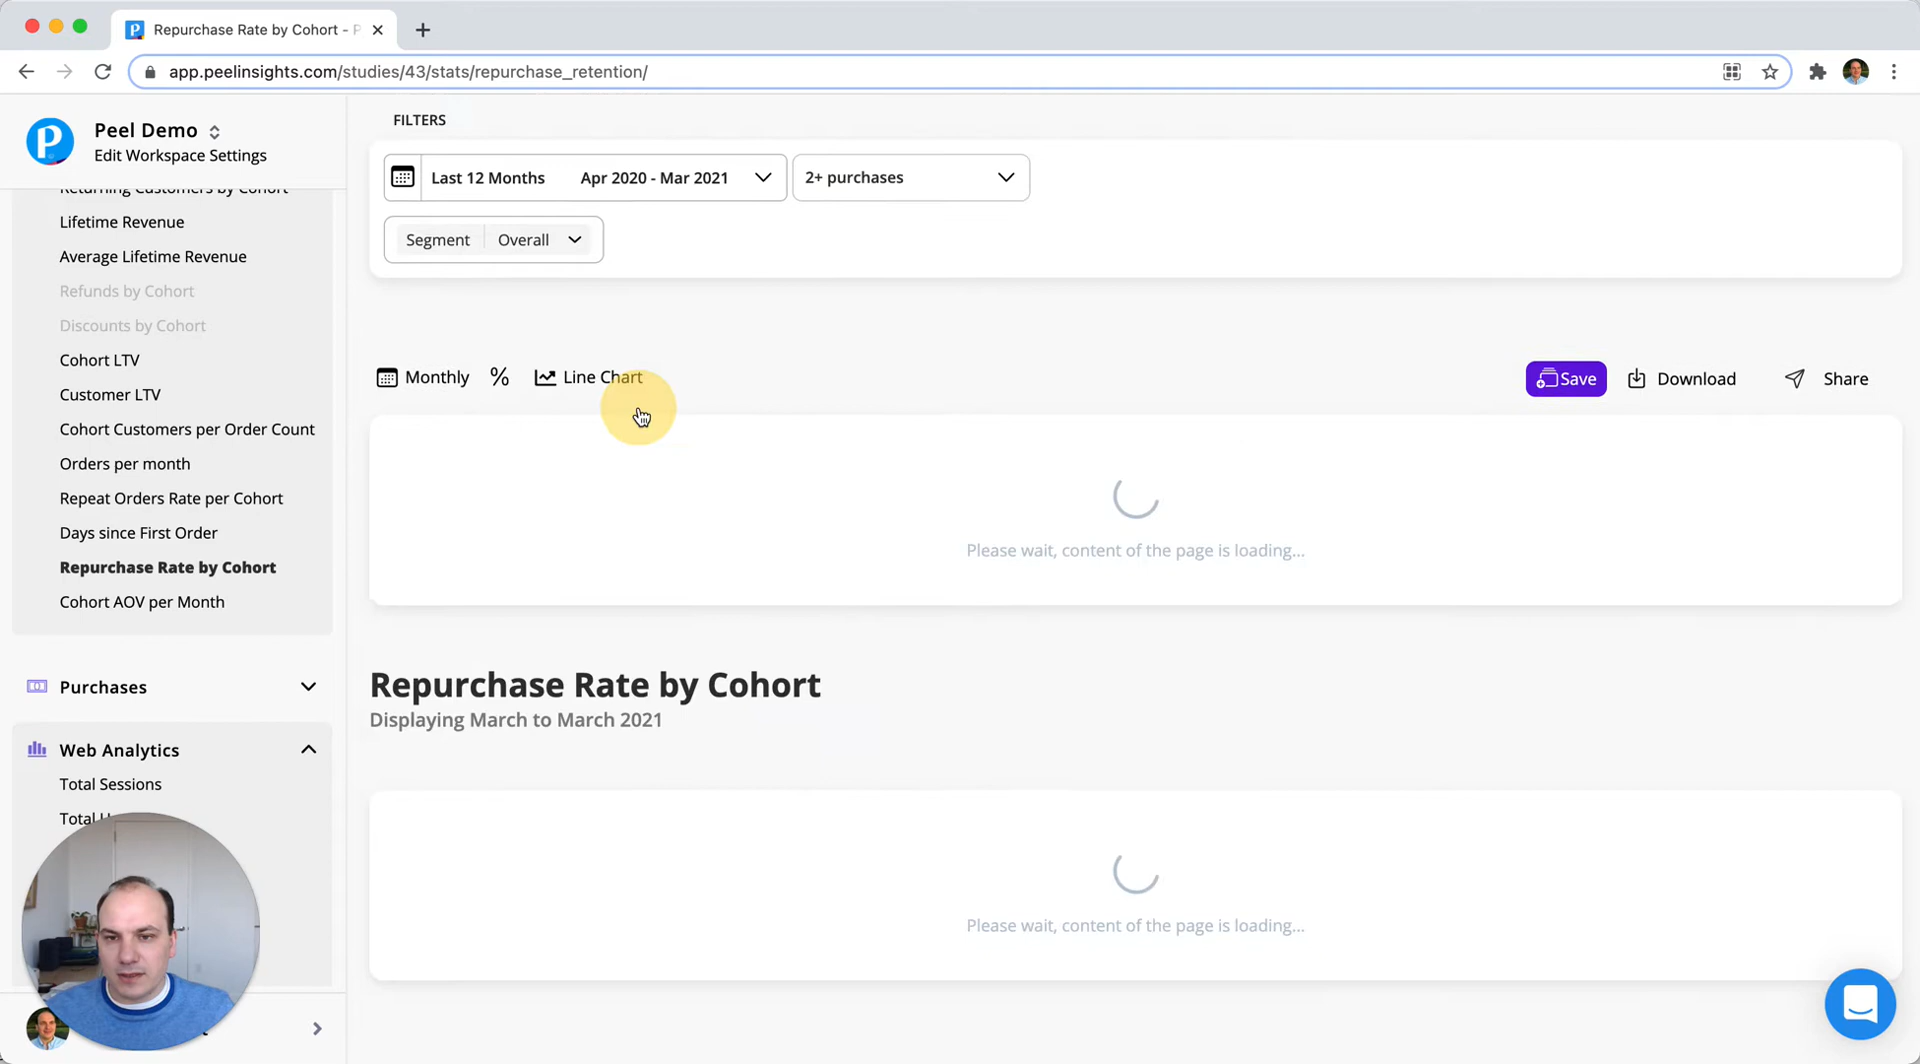 Repurchase Rate by Cohort - P
app.peelinsights.com/studies/43/stats/repurchase_retention/
Peel Demo
Edit Workspace Settings
Returning Customers by Cohort
Lifetime Revenue
Average Lifetime Revenue
Refunds by Cohort
Discounts by Cohort
Cohort LTV
Customer LTV
Cohort Customers per Order Count
Orders per month
Repeat Orders Rate per Cohort
Days since First Order
Repurchase Rate by Cohort
Cohort AOV per Month
Purchases
Web Analytics
Total Sessions
Total
FILTERS
Last 12 Months Apr 2020 - Mar 2021
2+ purchases
Segment Overall
Monthly % Line Chart
Save Download Share
Please wait, content of the page is loading...
Repurchase Rate by Cohort
Displaying March to March 2021
Please wait, content of the page is loading...